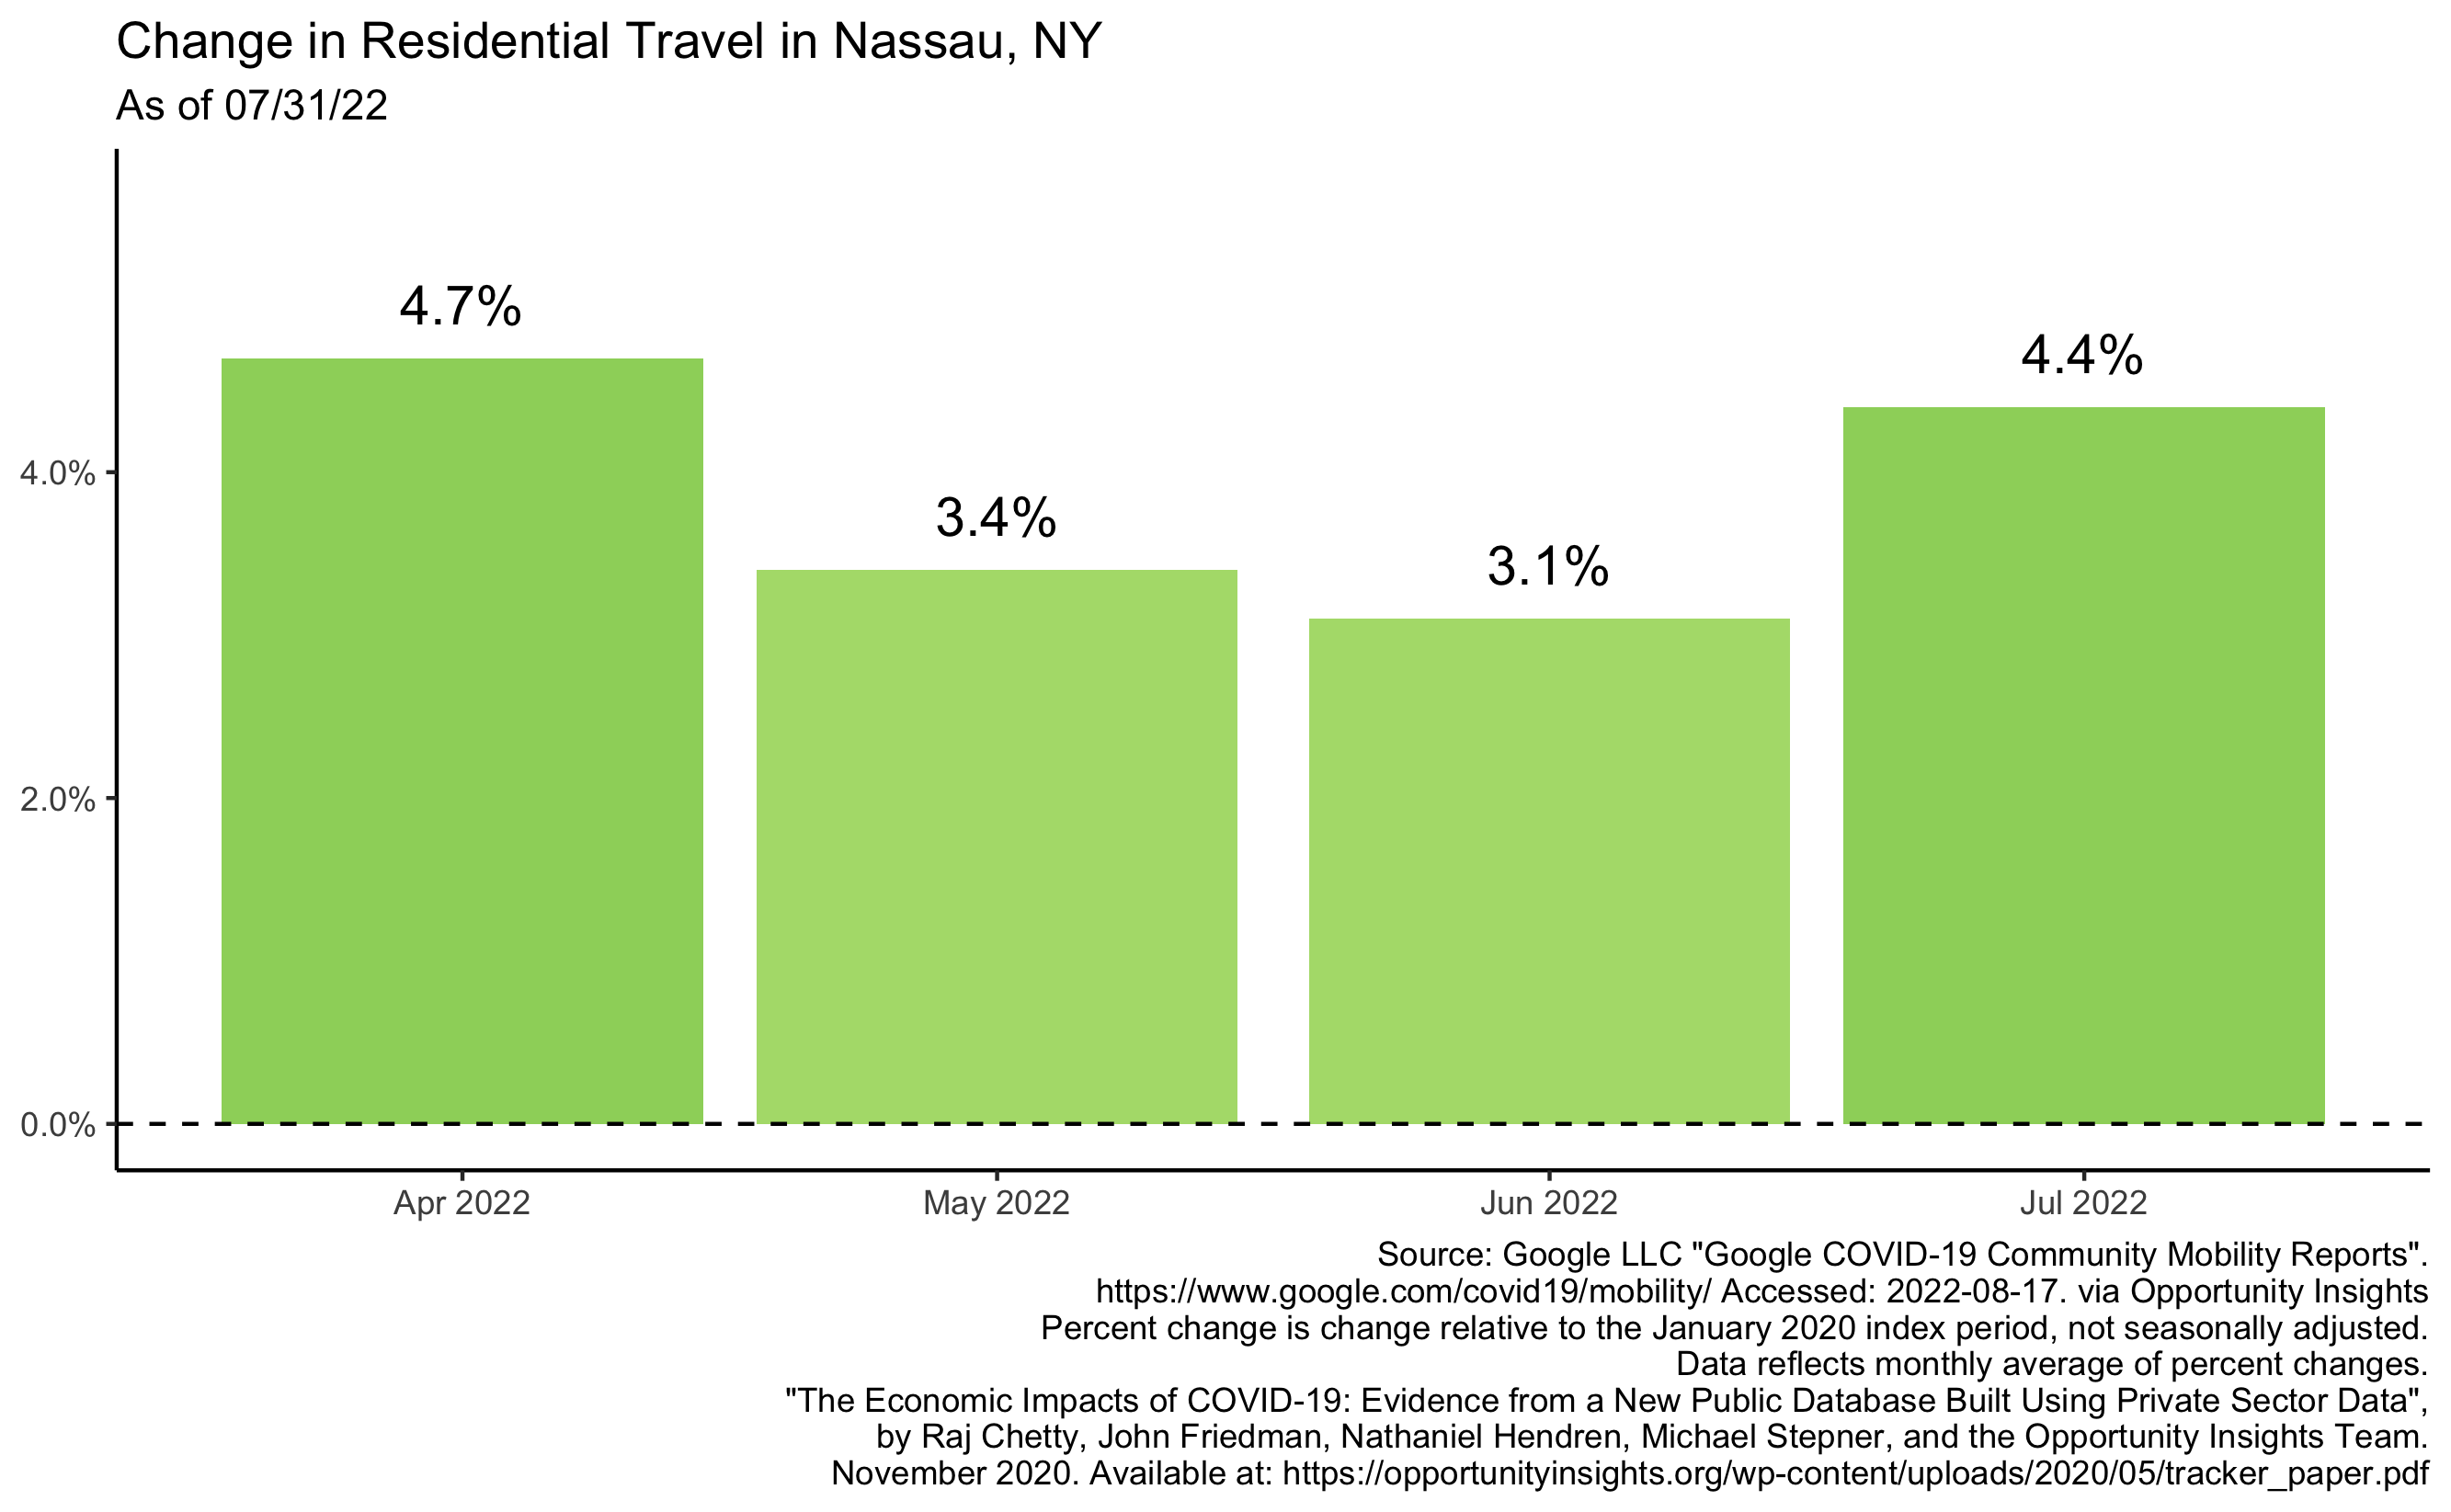 Change in Residential Travel in Nassau, NY
As of 07/31/22
4.7%
3.4%
3.1%
4.4%
4.0%
2.0%
0.0%
Apr 2022
May 2022
Jun 2022
Jul 2022
Source: Google LLC "Google COVID-19 Community Mobility Reports".
https://www.google.com/covid19/mobility/ Accessed: 2022-08-17. via Opportunity Insights
Percent change is change relative to the January 2020 index period, not seasonally adjusted.
Data reflects monthly average of percent changes.
"The Economic Impacts of COVID-19: Evidence from a New Public Database Built Using Private Sector Data",
by Raj Chetty, John Friedman, Nathaniel Hendren, Michael Stepner, and the Opportunity Insights Team.
November 2020. Available at: https://opportunityinsights.org/wp-content/uploads/2020/05/tracker_paper.pdf